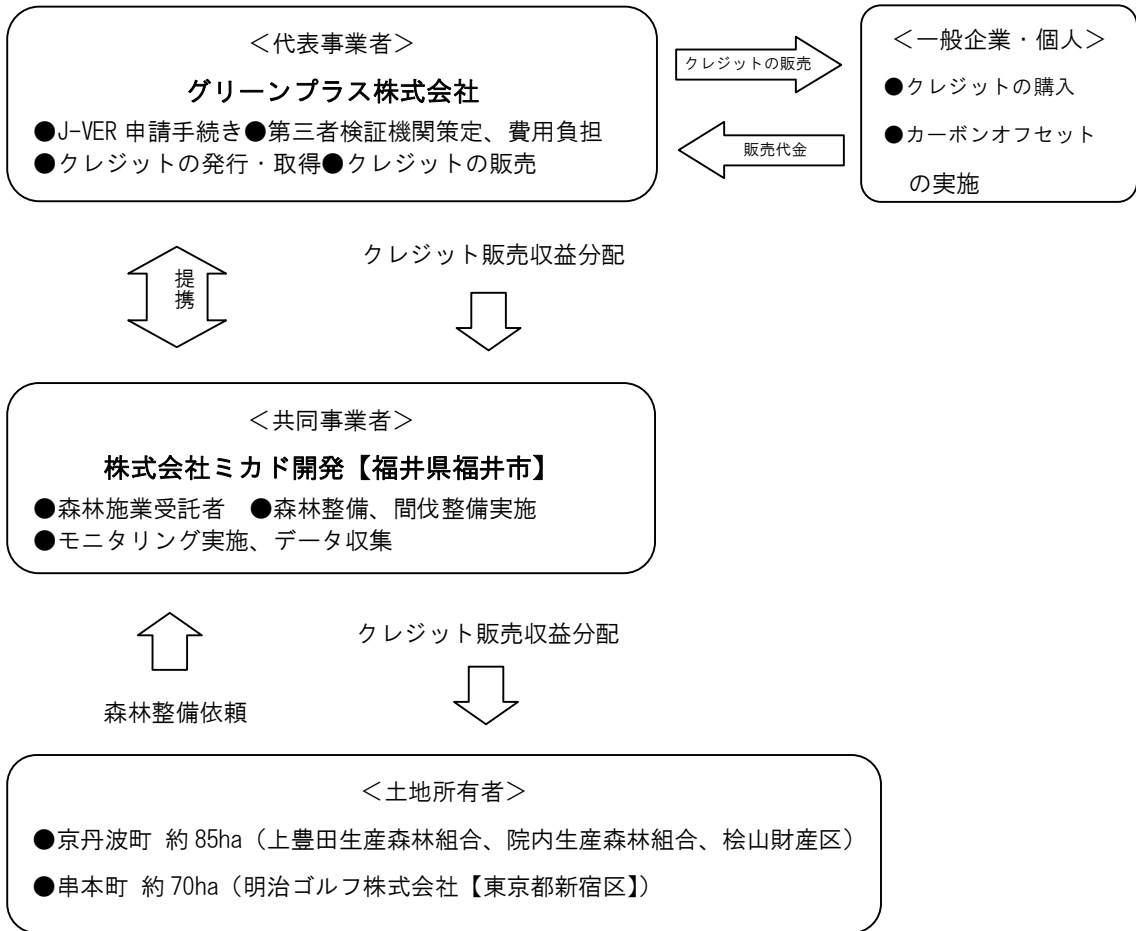 ＜代表事業者＞
グリーンプラス株式会社
●J-VER 申請手続き●第三者検証機関策定、費用負担
●クレジットの発行・取得●クレジットの販売
クレジットの販売
販売代金
＜一般企業・個人＞
●クレジットの購入
●カーボンオフセット
の実施
提携
クレジット販売収益分配
＜共同事業者＞
株式会社ミカド開発【福井県福井市】
●森林施業受託者　●森林整備、間伐整備実施
●モニタリング実施、データ収集
森林整備依頼
クレジット販売収益分配
＜土地所有者＞
●京丹波町 約 85ha（上豊田生産森林組合、院内生産森林組合、桧山財産区）
●串本町 約 70ha（明治ゴルフ株式会社【東京都新宿区】）